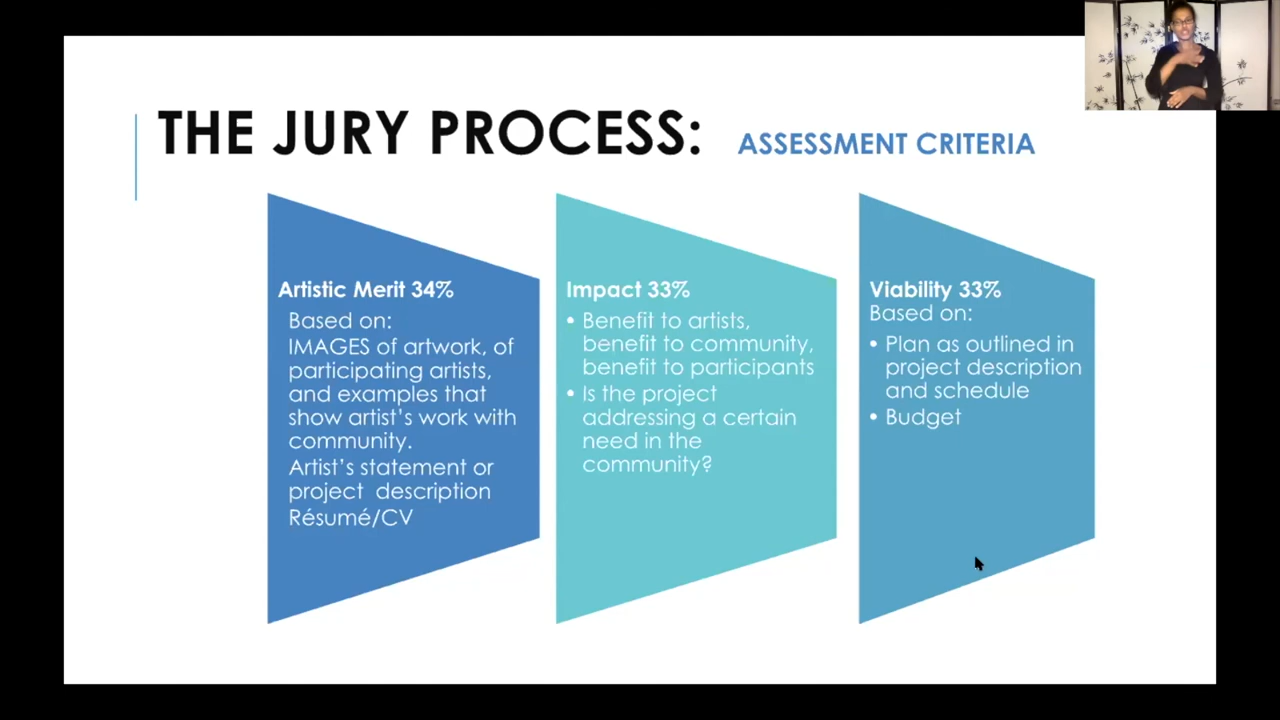 THE JURY PROCESS: ASSESSMENT CRITERIA
Artistic Merit 34%
Based on:
IMAGES of artwork, of
participating artists,
and examples that
show artist's work with
community.
Artist's statement or
project description
Résumé/CV
Impact 33%
• Benefit to artists,
benefit to community,
benefit to participants
• Is the project
addressing a certain
need in the
community?
Viability 33%
Based on:
• Plan as outlined in
project description
and schedule
• Budget